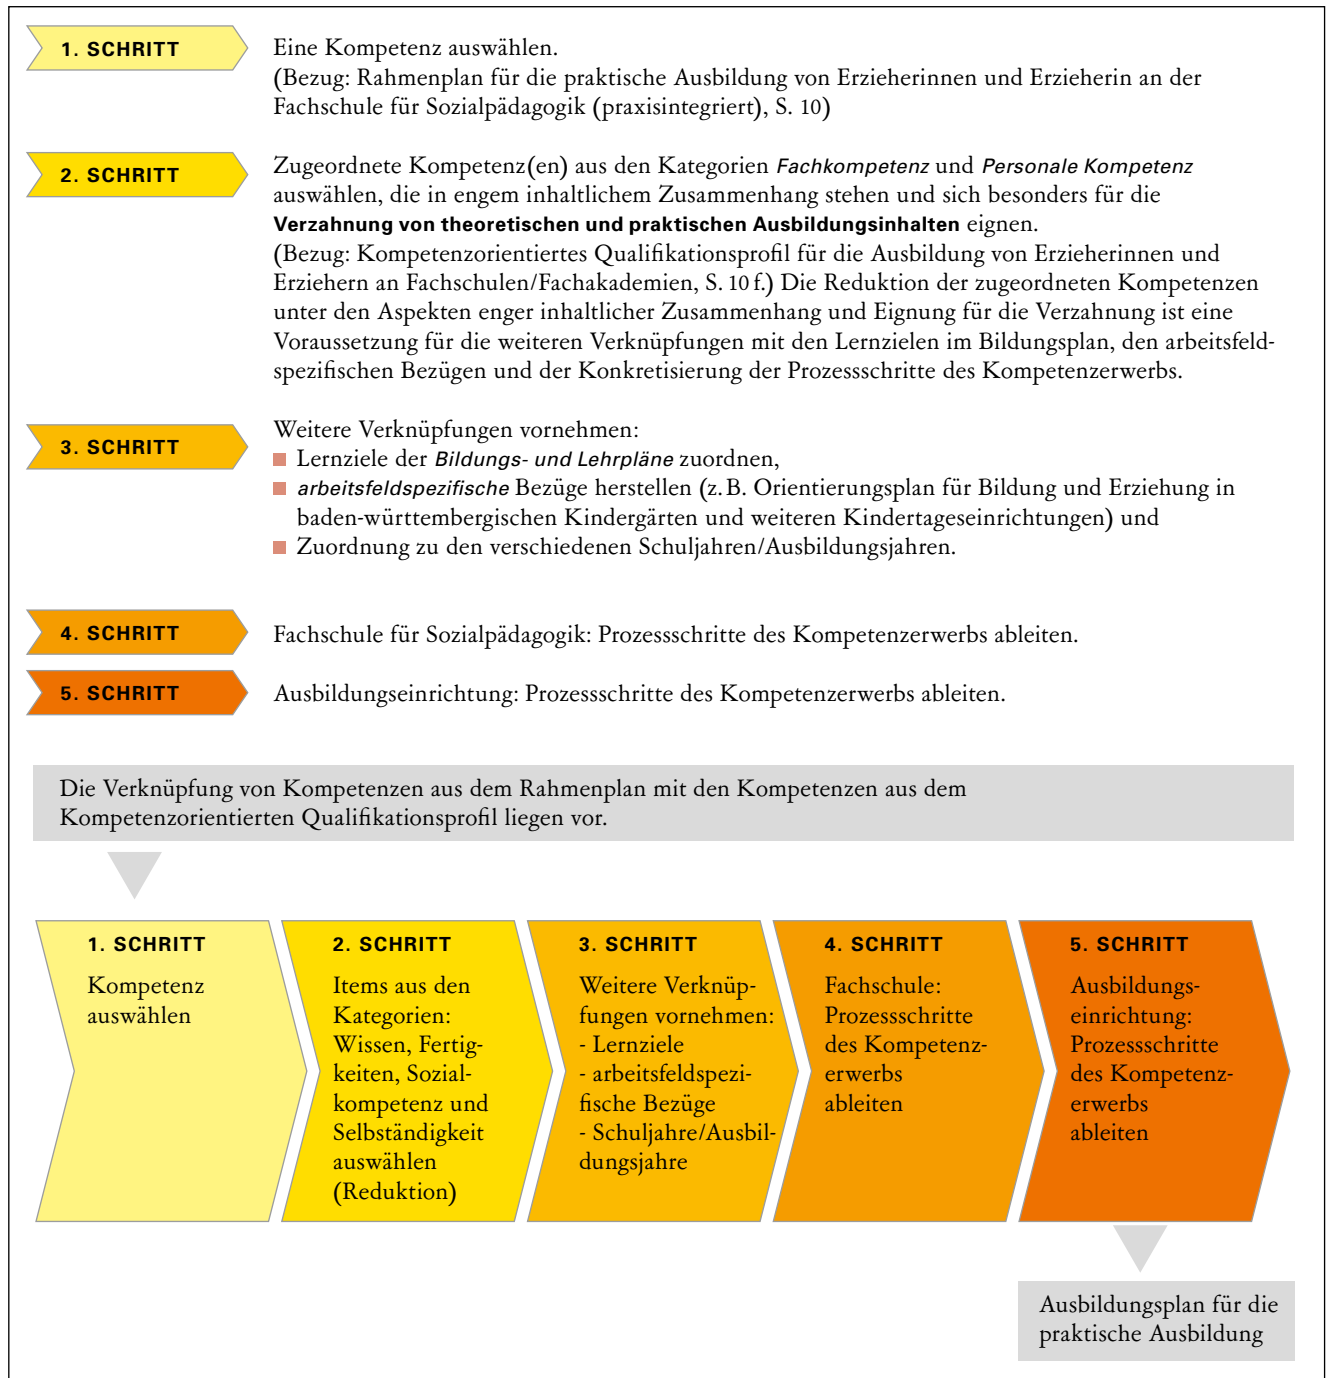 1. SCHRITT
Eine Kompetenz auswählen.
(Bezug: Rahmenplan für die praktische Ausbildung von Erzieherinnen und Erzieherin an der
Fachschule für Sozialpädagogik (praxisintegriert), S. 10)
2. SCHRITT
Zugeordnete Kompetenz(en) aus den Kategorien Fachkompetenz und Personale Kompetenz
auswählen, die in engem inhaltlichem Zusammenhang stehen und sich besonders für die
Verzahnung von theoretischen und praktischen Ausbildungsinhalten eignen.
(Bezug: Kompetenzorientiertes Qualifikationsprofil für die Ausbildung von Erzieherinnen und
Erziehern an Fachschulen/Fachakademien, S. 10 f.) Die Reduktion der zugeordneten Kompetenzen
unter den Aspekten enger inhaltlicher Zusammenhang und Eignung für die Verzahnung ist eine
Voraussetzung für die weiteren Verknüpfungen mit den Lernzielen im Bildungsplan, den arbeitsfeld-
spezifischen Bezügen und der Konkretisierung der Prozessschritte des Kompetenzerwerbs.
3. SCHRITT
Weitere Verknüpfungen vornehmen:
■ Lernziele der Bildungs- und Lehrpläne zuordnen,
■ arbeitsfeldspezifische Bezüge herstellen (z. B. Orientierungsplan für Bildung und Erziehung in
baden-württembergischen Kindergärten und weiteren Kindertageseinrichtungen) und
■ Zuordnung zu den verschiedenen Schuljahren/Ausbildungsjahren.
4. SCHRITT
Fachschule für Sozialpädagogik: Prozessschritte des Kompetenzerwerbs ableiten.
5. SCHRITT
Ausbildungseinrichtung: Prozessschritte des Kompetenzerwerbs ableiten.
Die Verknüpfung von Kompetenzen aus dem Rahmenplan mit den Kompetenzen aus dem
Kompetenzorientierten Qualifikationsprofil liegen vor.
1. SCHRITT
Kompetenz
auswählen
2. SCHRITT
Items aus den
Kategorien:
Wissen, Fertig-
keiten, Sozial-
kompetenz und
Selbständigkeit
auswählen
(Reduktion)
3. SCHRITT
Weitere Verknüp-
fungen vornehmen:
- Lernziele
- arbeitsfeldspezi-
fische Bezüge
- Schuljahre/Ausbil-
dungsjahre
4. SCHRITT
Fachschule:
Prozessschritte
des Kompetenz-
erwerbs
ableiten
5. SCHRITT
Ausbildungs-
einrichtung:
Prozessschritte
des Kompetenz-
erwerbs
ableiten
Ausbildungsplan für die
praktische Ausbildung